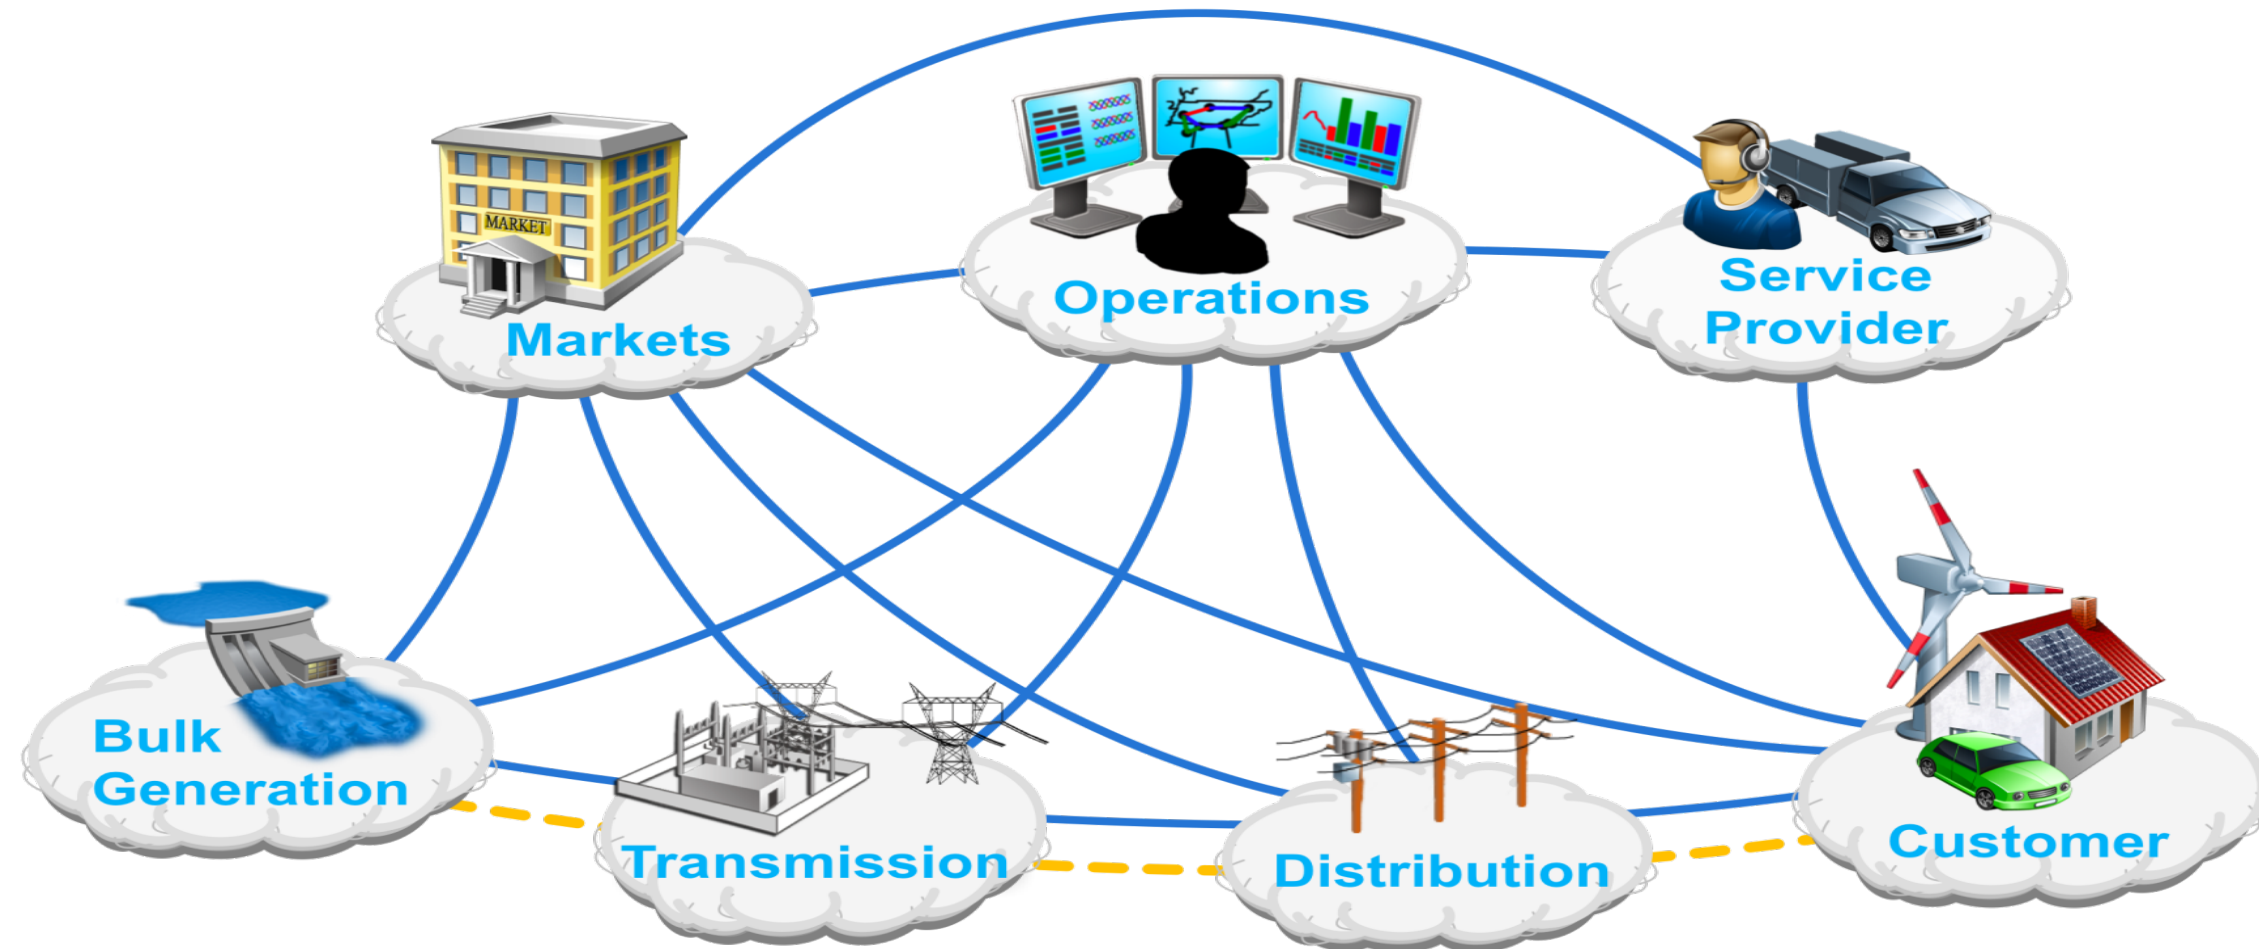 MARKET
Markets
Operations
Service
Provider
Bulk
Generation
Transmission
Distribution
Customer